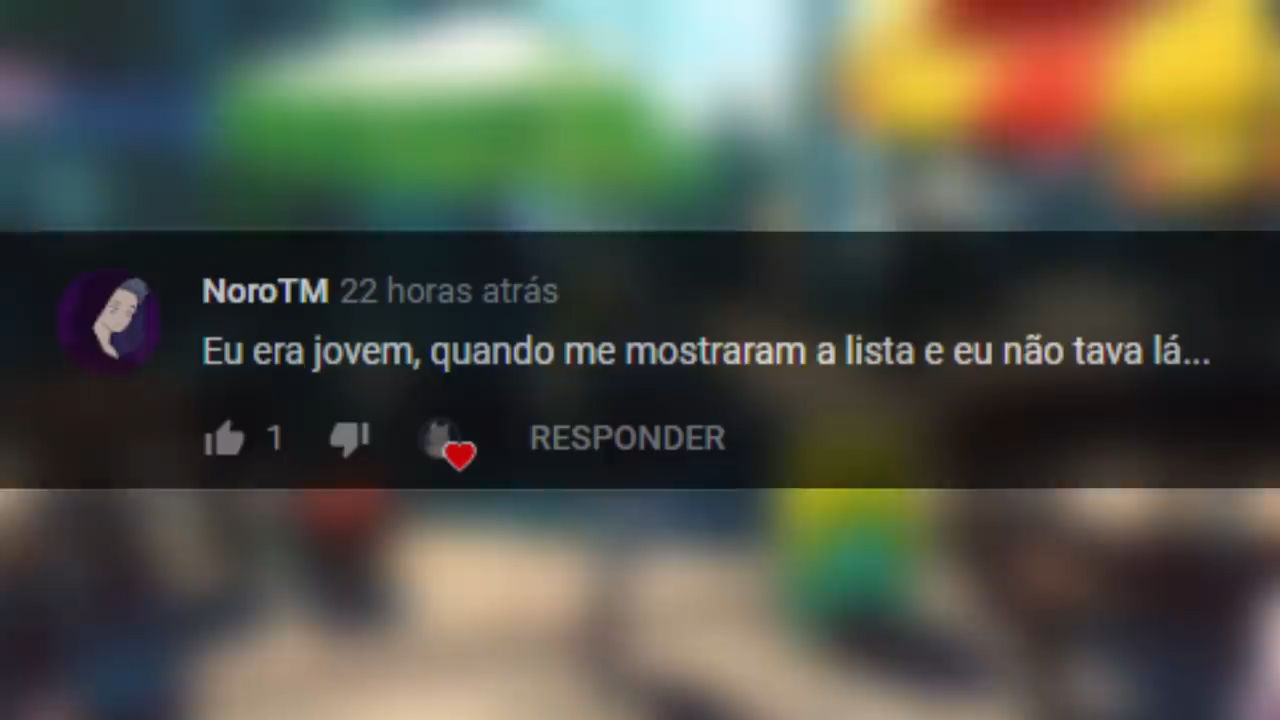 NoroTM 22 horas atrás
Eu era jovem, quando me mostraram a lista e eu não tava lá...
1 RESPONDER